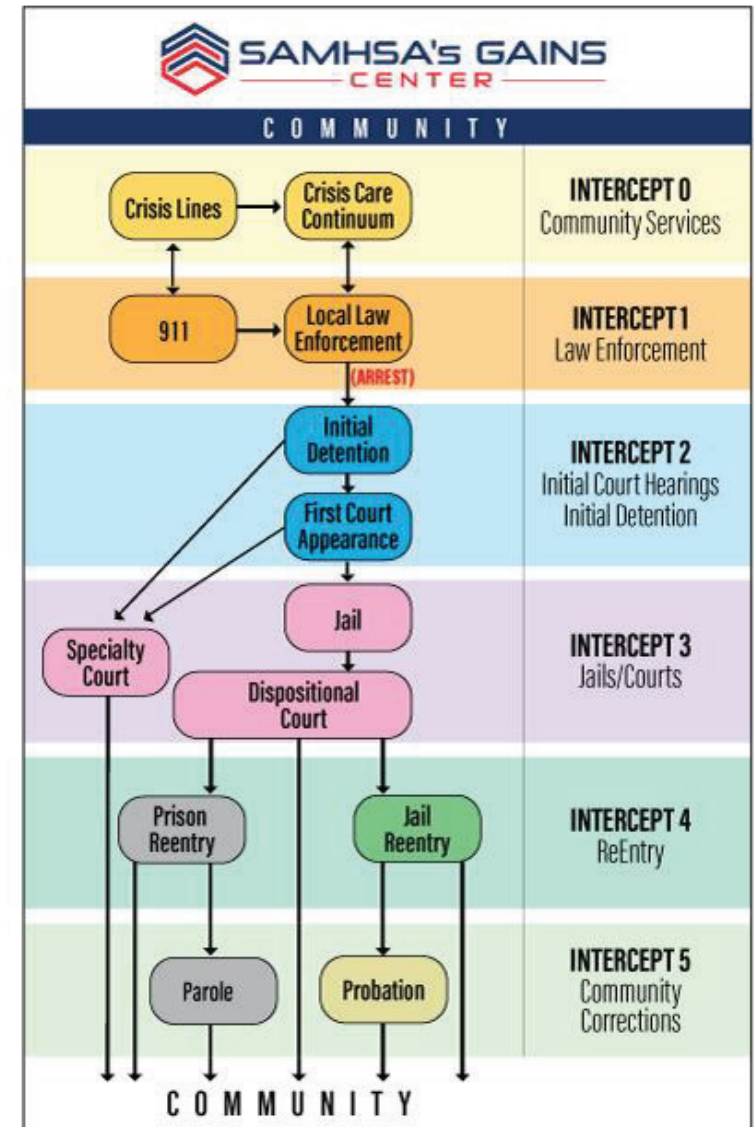 SAMHSA's GAINS
CENTER
COMMUNITY
Crisis Lines
Crisis Care
Continuum
INTERCEPT 0
Community Services
911
Local Law
Enforcement
INTERCEPT 1
Law Enforcement
(ARREST)
Initial
Detention
First Court
Appearance
INTERCEPT 2
Initial Court Hearings
Initial Detention
Jail
Specialty
Court
Dispositional
Court
INTERCEPT 3
Jails/Courts
Prison
Reentry
Jail
Reentry
INTERCEPT 4
ReEntry
Parole
Probation
INTERCEPT 5
Community
Corrections
COMMUNITY